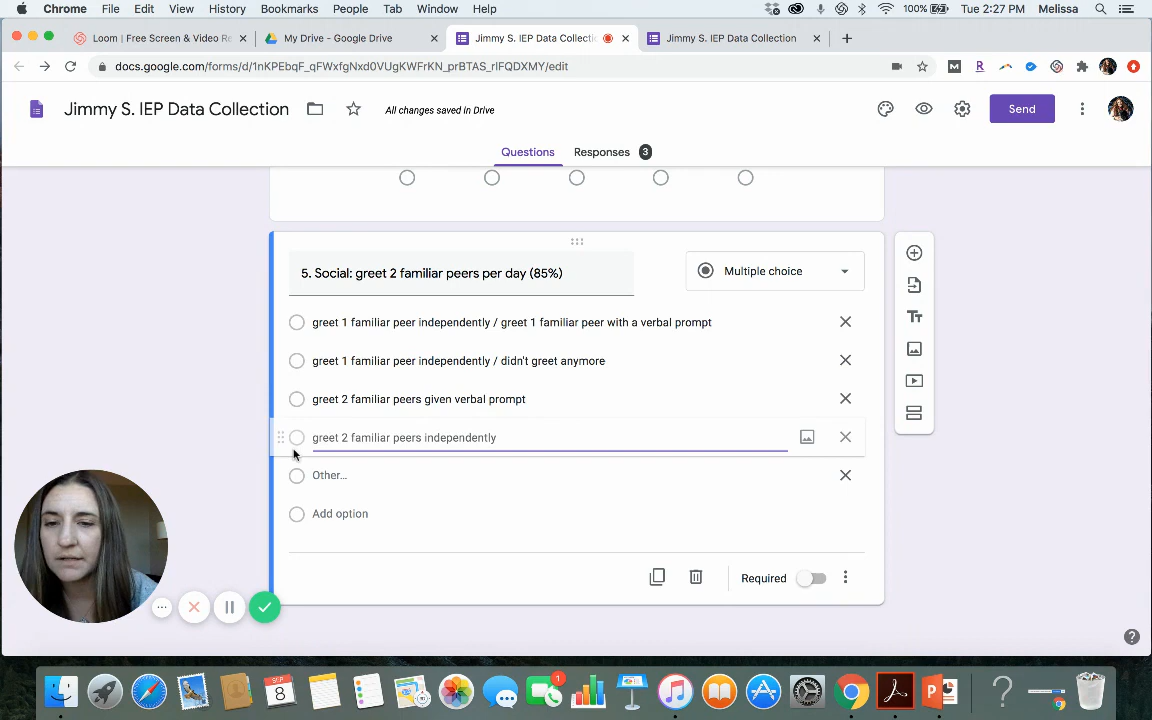 Chrome File Edit View History Bookmarks People Tab Window Help 100% Tue 2:27 PM Melissa
Loom | Free Screen & Video Re
My Drive - Google Drive
Jimmy S. IEP Data Collecti
Jimmy S. IEP Data Collection
docs.google.com/forms/d/1nKPEbqF_qFWxfgNxd0VUgKWFrKN_prBTAS_rIFQDXMY/edit
Jimmy S. IEP Data Collection
All changes saved in Drive
Send
Questions
Responses 3
5. Social: greet 2 familiar peers per day (85%)
Multiple choice
greet 1 familiar peer independently / greet 1 familiar peer with a verbal prompt
greet 1 familiar peer independently / didn't greet anymore
greet 2 familiar peers given verbal prompt
greet 2 familiar peers independently
Other...
Add option
Required
SEP
8
1